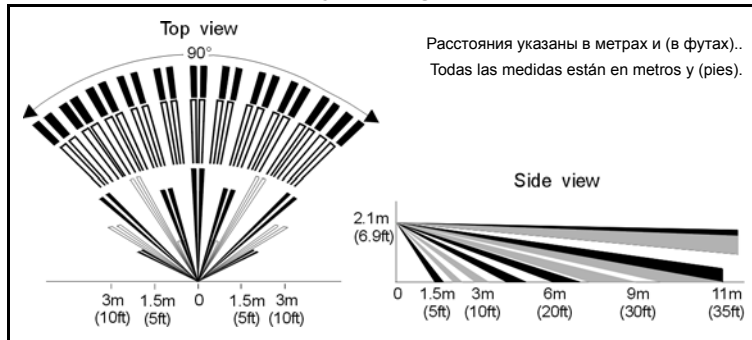 Top view
90°
Расстояния указаны в метрах и (в футах)..
Todas las medidas están en metros y (pies).
3m 1.5m 0 1.5m 3m
(10ft) (5ft) (5ft) (10ft)
Side view
2.1m
(6.9ft)
0 1.5m 3m 6m 9m 11m
(5ft) (10ft) (20ft) (30ft) (35ft)